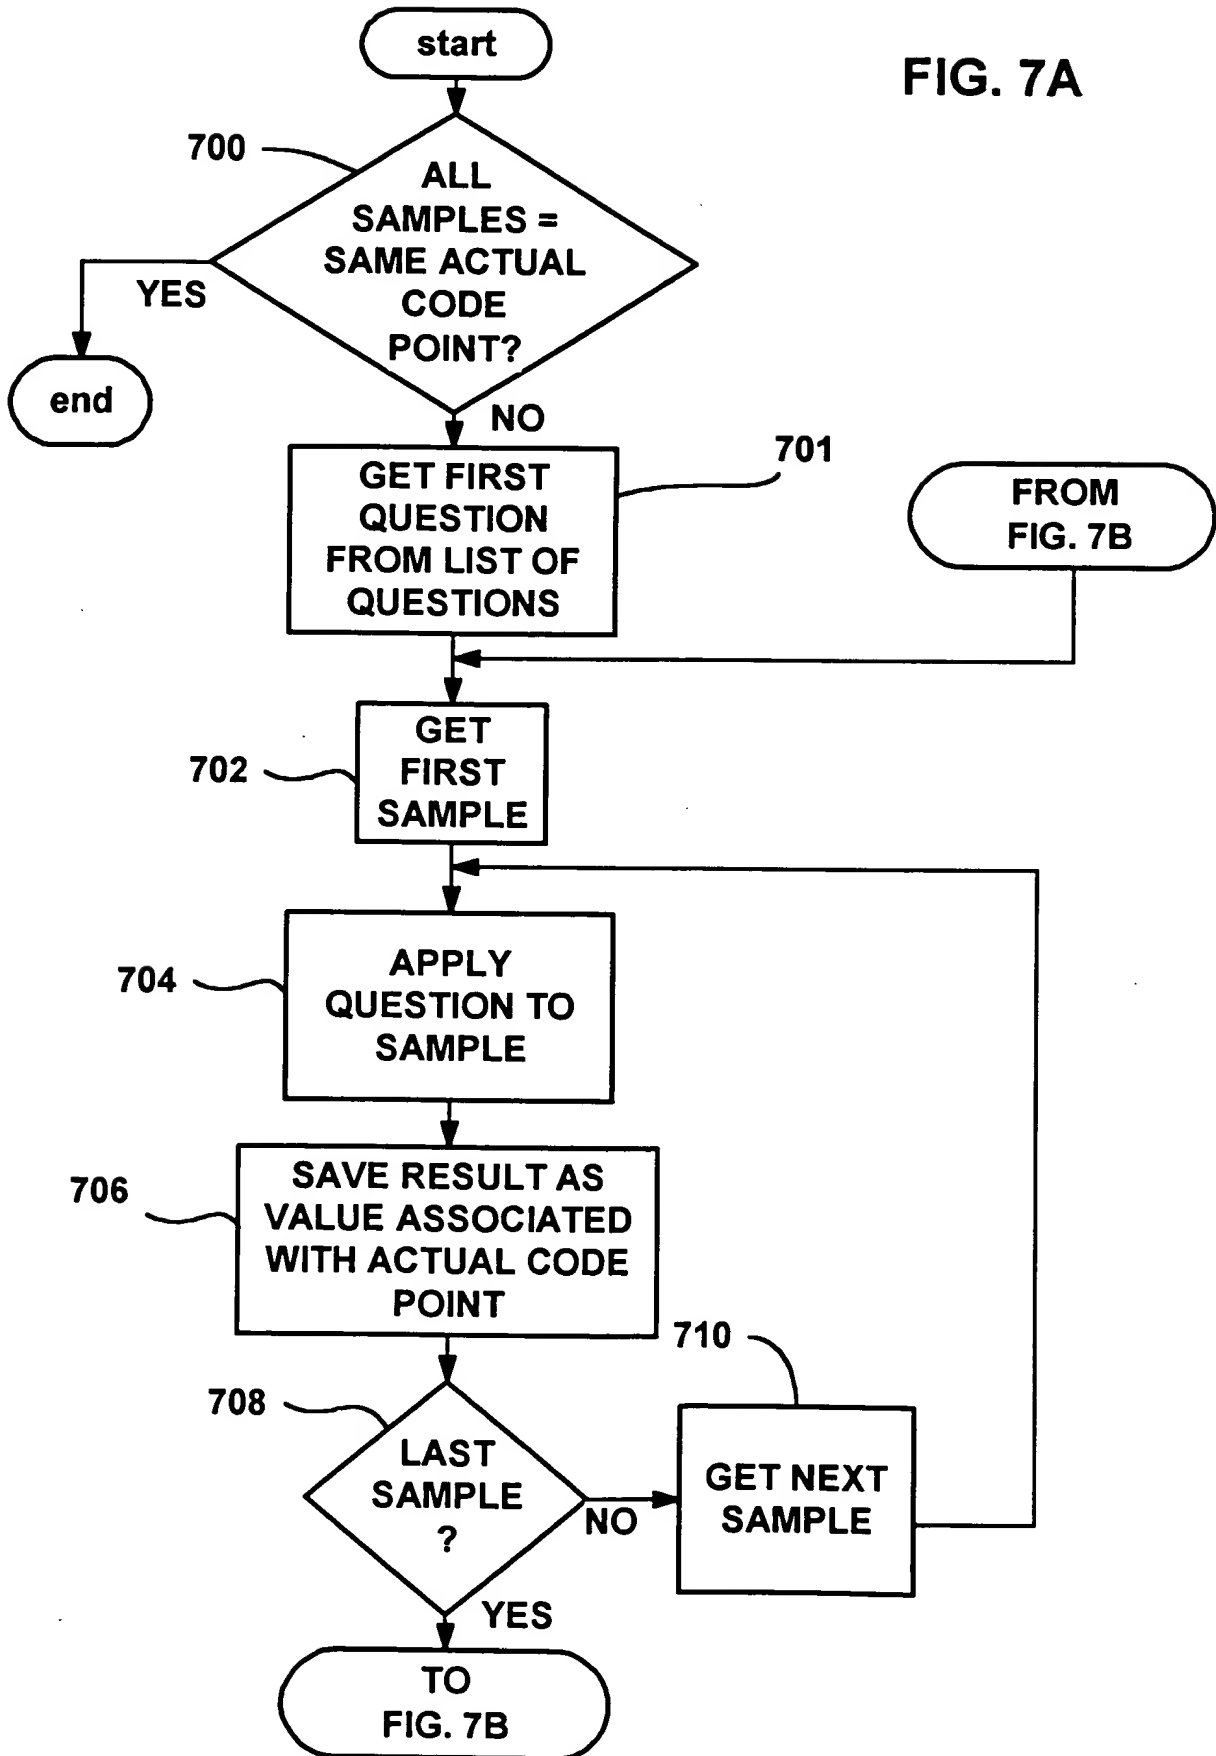 start
FIG. 7A
700
ALL
SAMPLES =
SAME ACTUAL
CODE
POINT?
YES
end
NO
701
GET FIRST
QUESTION
FROM LIST OF
QUESTIONS
FROM
FIG. 7B
702
GET
FIRST
SAMPLE
704
APPLY
QUESTION TO
SAMPLE
706
SAVE RESULT AS
VALUE ASSOCIATED
WITH ACTUAL CODE
POINT
710
708
LAST
SAMPLE
?
NO
GET NEXT
SAMPLE
YES
TO
FIG. 7B